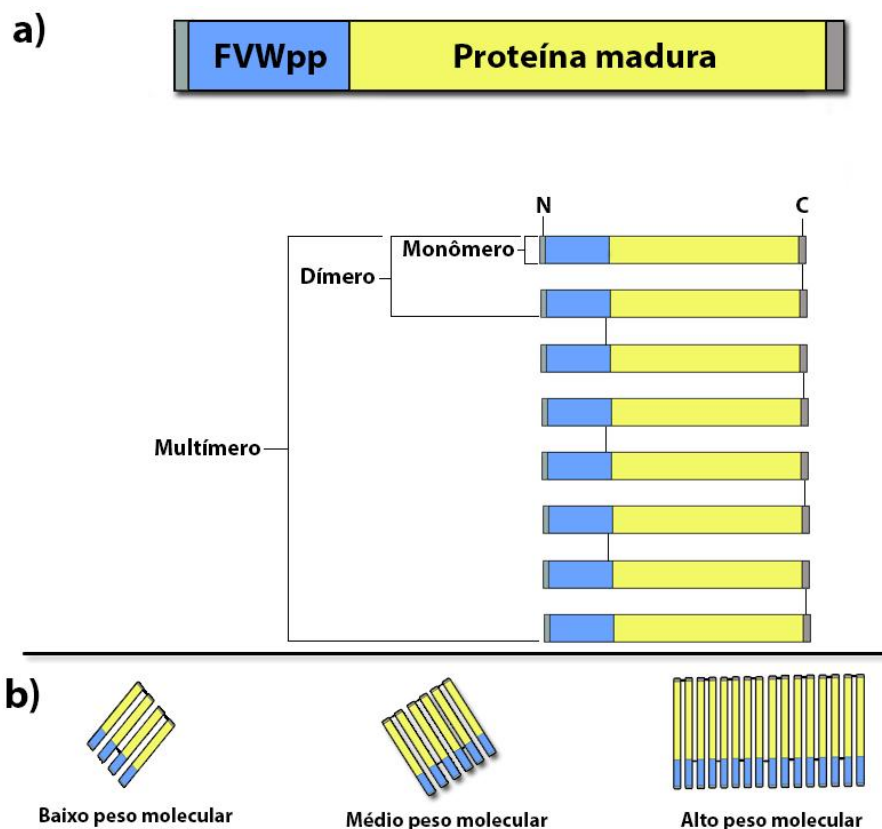 a)
FVWpp Proteína madura
N C
Monômero
Dímero
Multímero
b)
Baixo peso molecular Médio peso molecular Alto peso molecular